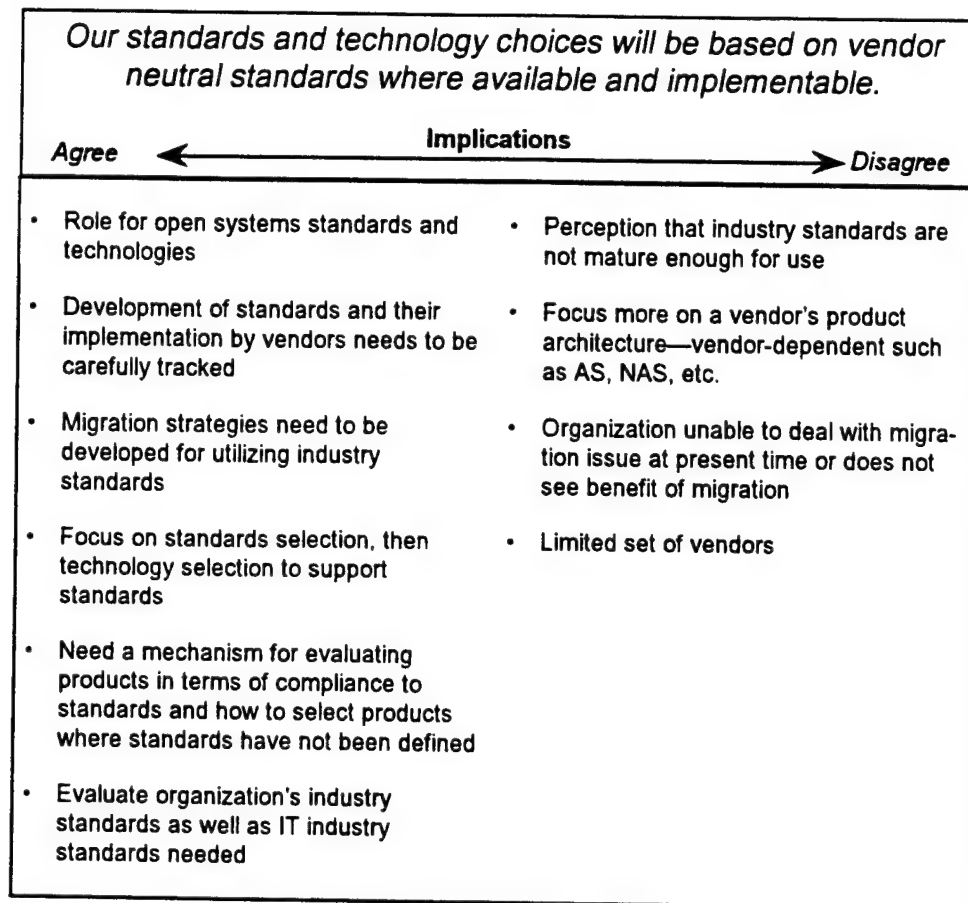 Our standards and technology choices will be based on vendor
neutral standards where available and implementable.
Implications
Agree
Disagree
• Role for open systems standards and
technologies
• Development of standards and their
implementation by vendors needs to be
carefully tracked
• Migration strategies need to be
developed for utilizing industry
standards
• Focus on standards selection, then
technology selection to support
standards
• Need a mechanism for evaluating
products in terms of compliance to
standards and how to select products
where standards have not been defined
• Evaluate organization's industry
standards as well as IT industry
standards needed
• Perception that industry standards are
not mature enough for use
• Focus more on a vendor's product
architecture—vendor-dependent such
as AS, NAS, etc.
• Organization unable to deal with migra-
tion issue at present time or does not
see benefit of migration
• Limited set of vendors